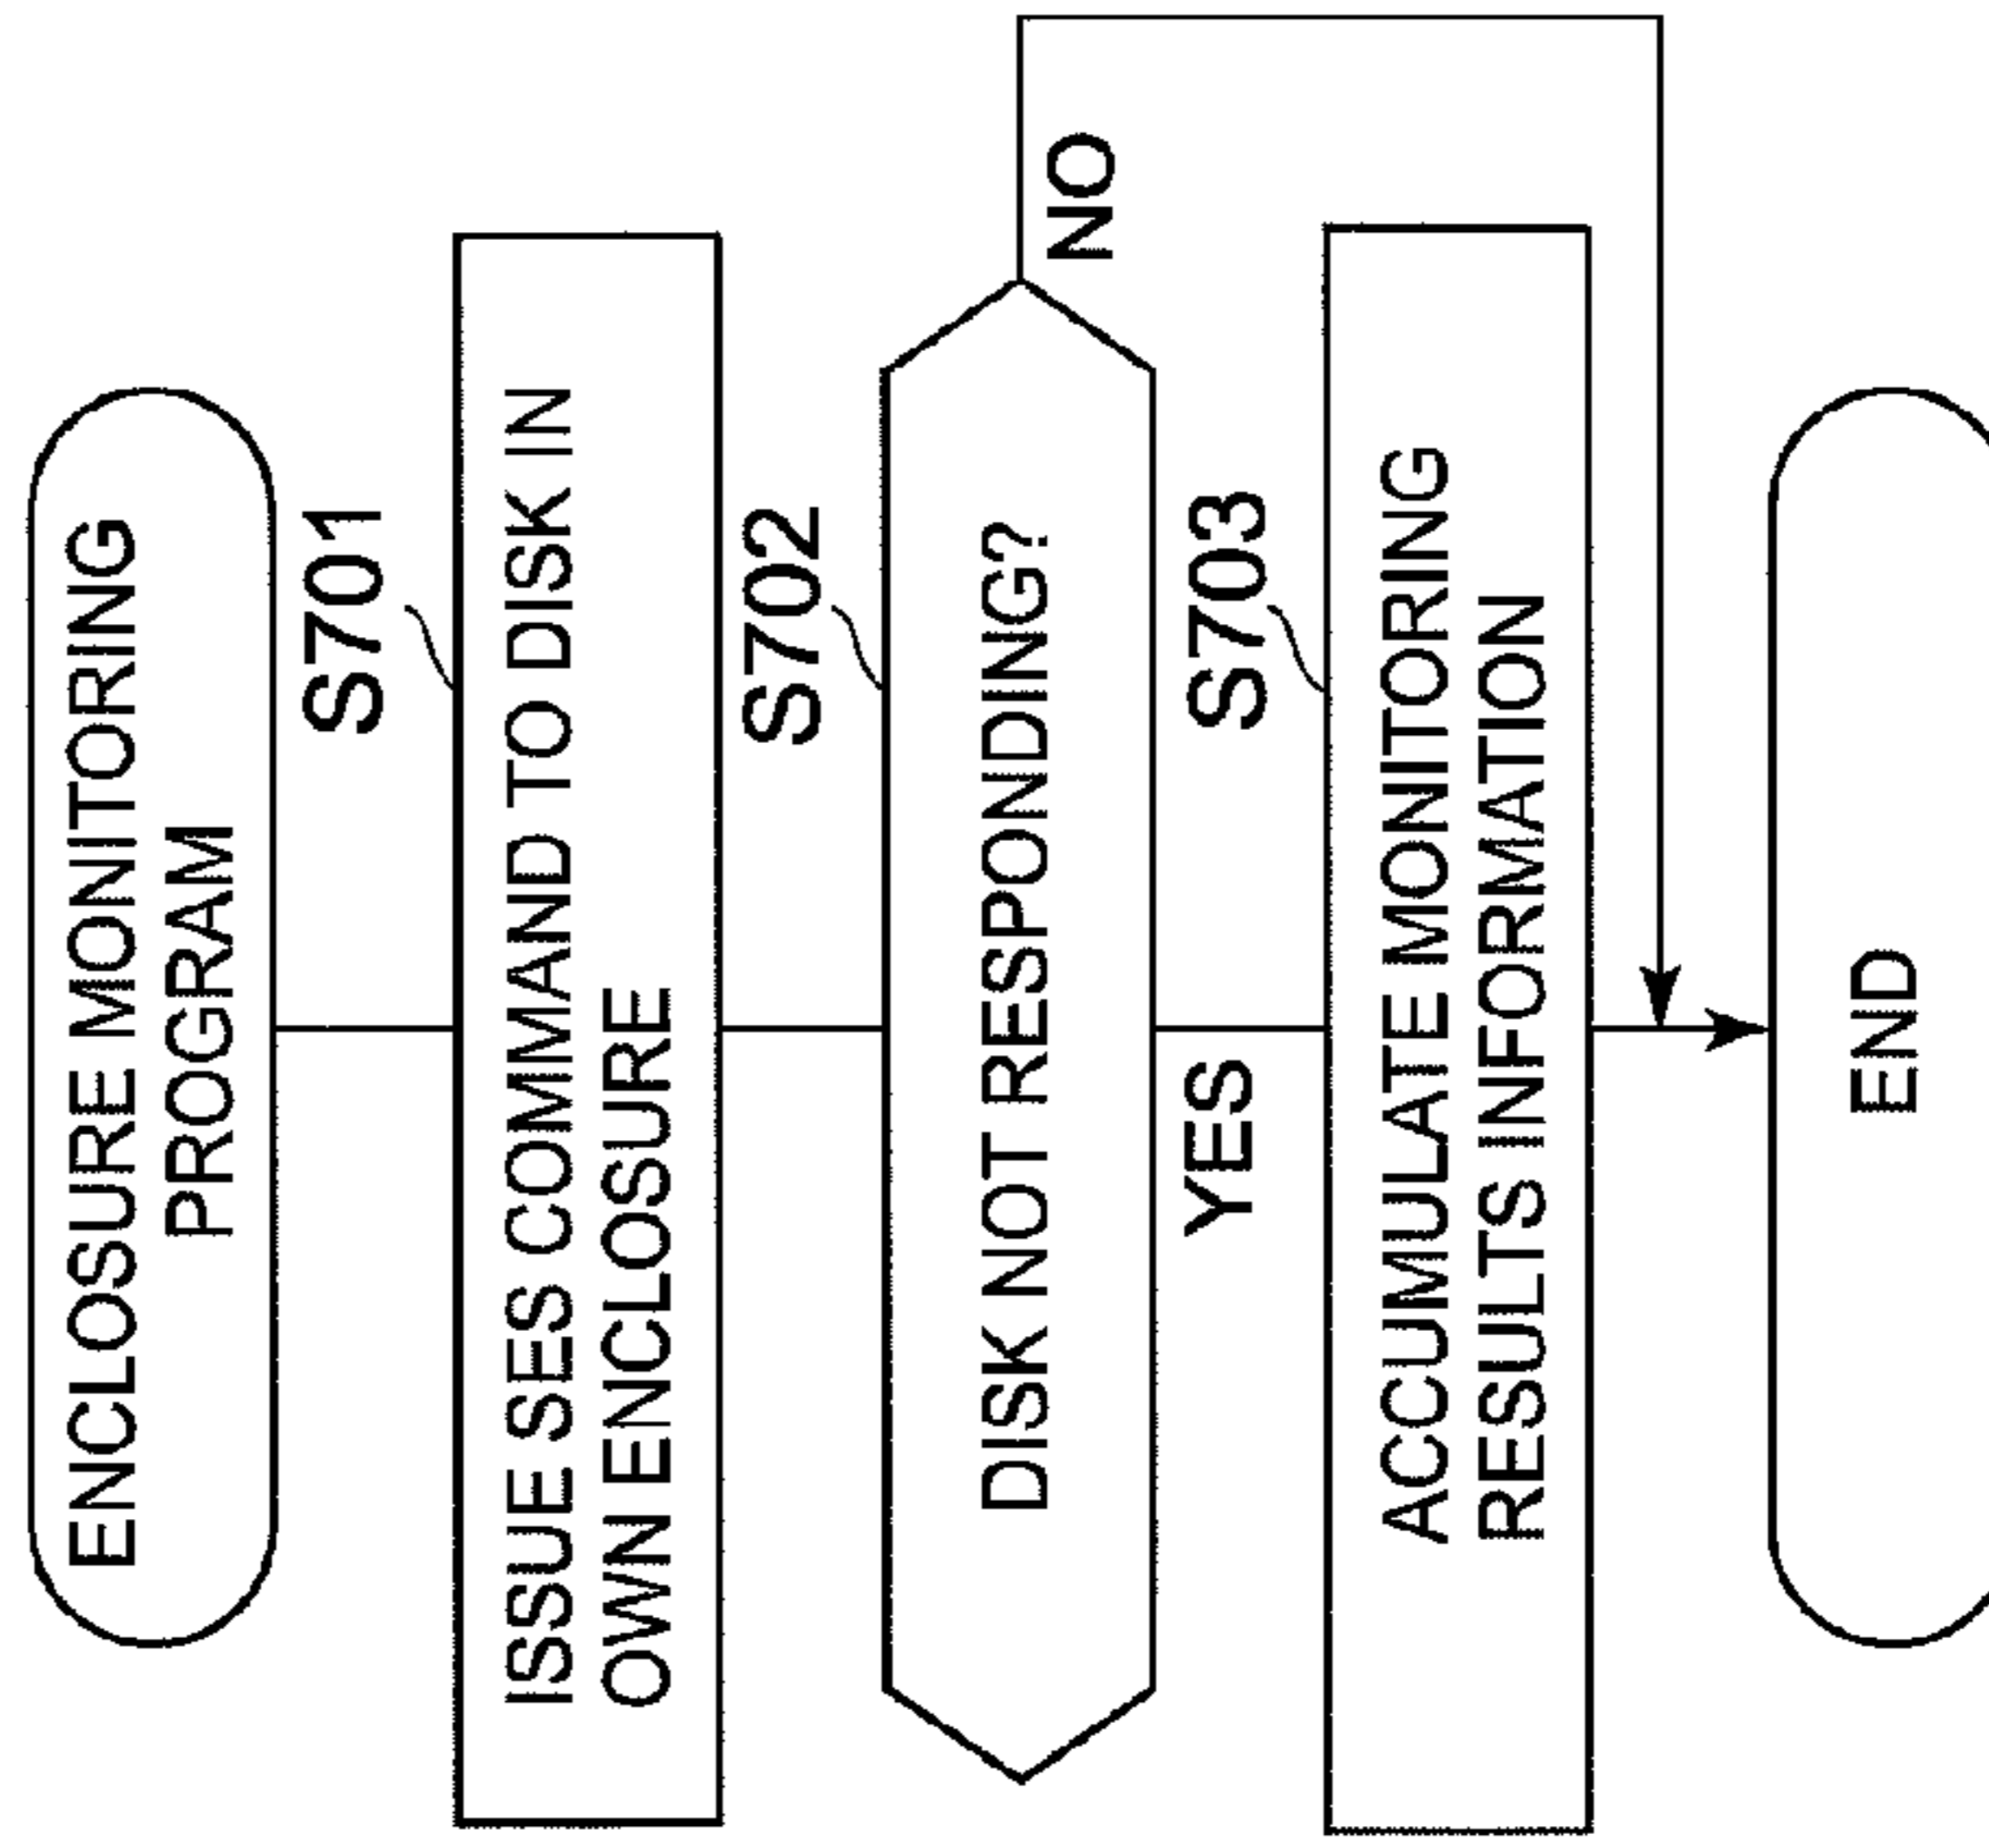 ENCLOSURE MONITORING
PROGRAM
S701
ISSUE SES COMMAND TO DISK IN
OWN ENCLOSURE
S702
DISK NOT RESPONDING?
NO
YES
S703
ACCUMULATE MONITORING
RESULTS INFORMATION
END